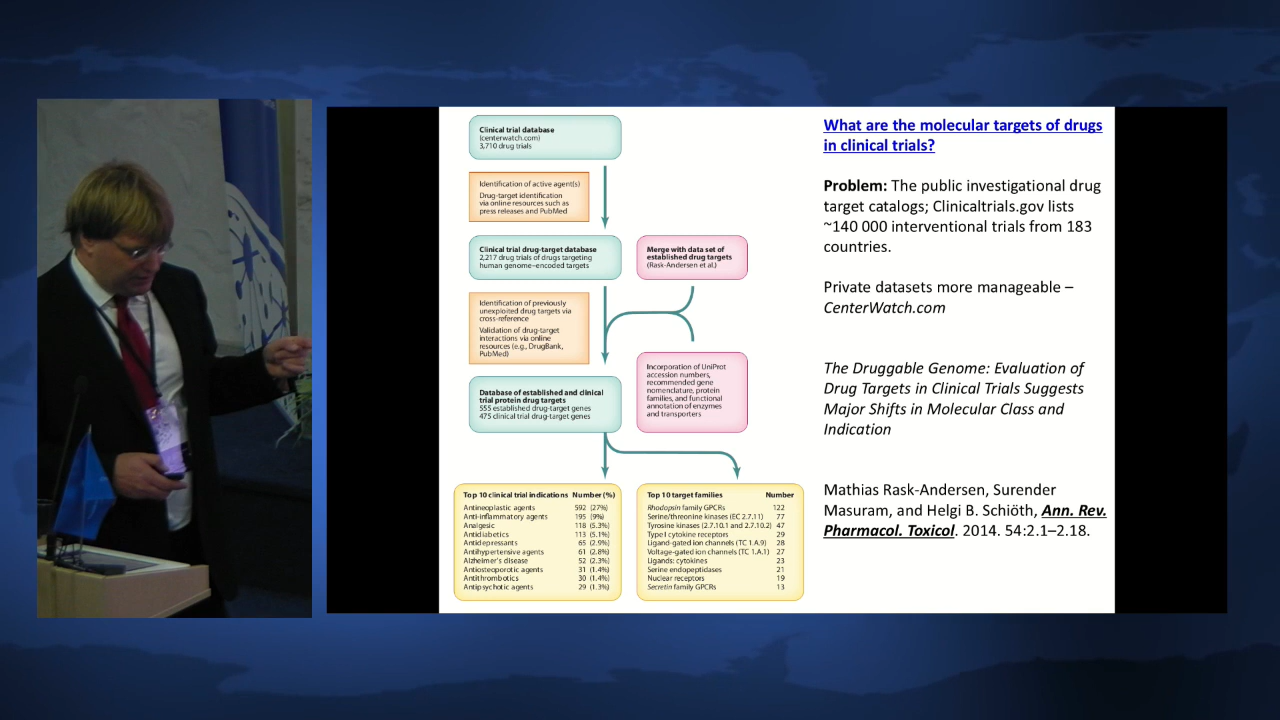 Clinical trial database
(centerwatch.com)
3,710 drug trials
Identification of active agent(s)
Drug-target identification
via online resources such as
press releases and PubMed
Clinical trial drug-target database
2,217 drug trials of drugs targeting
human genome–encoded targets
Merge with data set of
established drug targets
(Rask-Andersen et al.)
Identification of previously
unexploited drug targets via
cross-reference
Validation of drug-target
interactions via online
resources (e.g., DrugBank,
PubMed)
Incorporation of UniProt
accession numbers,
recommended gene
nomenclature, protein
families, and functional
annotation of enzymes
and transporters
Database of established and clinical
trial protein drug targets
555 established drug-target genes
475 clinical trial drug-target genes
Top 10 clinical trial indications Number (%)
Antineoplastic agents 592 (27%)
Anti-inflammatory agents 195 (9%)
Analgesic 118 (5.3%)
Antidiabetics 113 (5.1%)
Antidepressants 65 (2.9%)
Antihypertensive agents 61 (2.8%)
Alzheimer's disease 52 (2.3%)
Antiosteoporotic agents 31 (1.4%)
Antithrombotics 30 (1.4%)
Antipsychotic agents 29 (1.3%)
Top 10 target families Number
Rhodopsin family GPCRs 122
Serine/threonine kinases (EC 2.7.11) 77
Tyrosine kinases (2.7.10.1 and 2.7.10.2) 47
Type I cytokine receptors 29
Ligand-gated ion channels (TC 1.A.9) 28
Voltage-gated ion channels (TC 1.A.1) 27
Ligands: cytokines 23
Serine endopeptidases 21
Nuclear receptors 19
Secretin family GPCRs 13
What are the molecular targets of drugs
in clinical trials?
Problem: The public investigational drug
target catalogs; Clinicaltrials.gov lists
~140 000 interventional trials from 183
countries.
Private datasets more manageable –
CenterWatch.com
The Druggable Genome: Evaluation of
Drug Targets in Clinical Trials Suggests
Major Shifts in Molecular Class and
Indication
Mathias Rask-Andersen, Surender
Masuram, and Helgi B. Schiöth, Ann. Rev.
Pharmacol. Toxicol. 2014. 54:2.1–2.18.